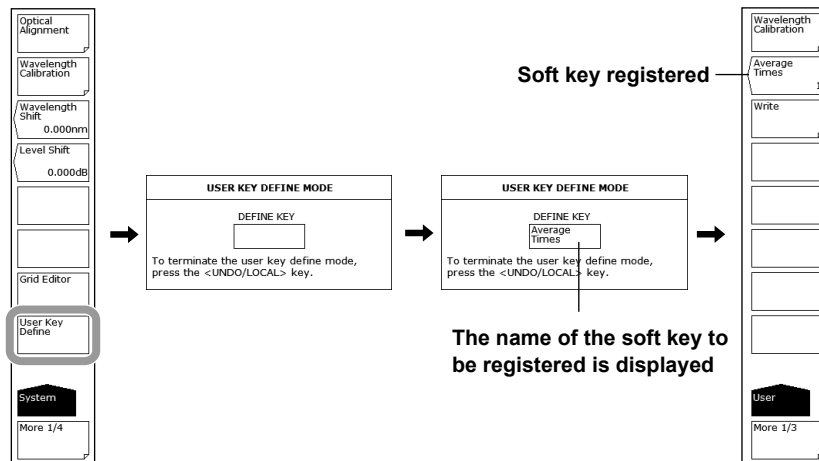 Optical
Alignment
Wavelength
Calibration
Wavelength
Shift
0.000nm
Level Shift
0.000dB
Grid Editor
User Key
Define
System
More 1/4
USER KEY DEFINE MODE
DEFINE KEY
To terminate the user key define mode,
press the <UNDO/LOCAL> key.
USER KEY DEFINE MODE
DEFINE KEY
Average
Times
To terminate the user key define mode,
press the <UNDO/LOCAL> key.
The name of the soft key to
be registered is displayed
Soft key registered
Wavelength
Calibration
Average
Times
1
Write
User
More 1/3